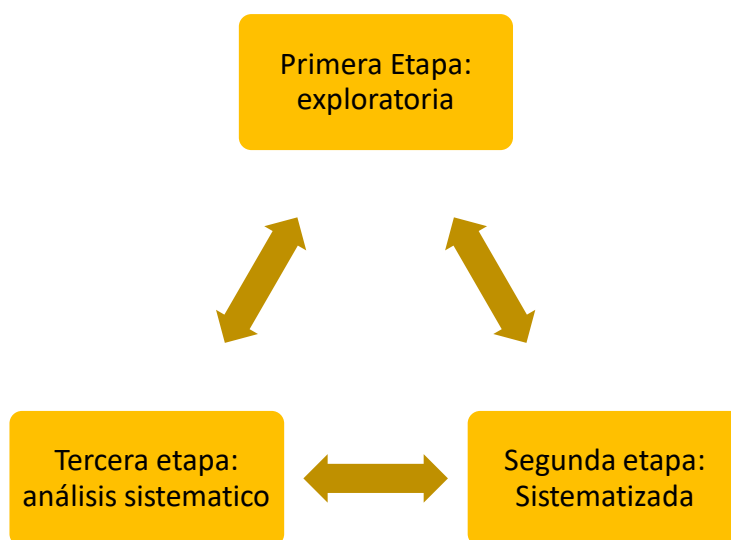 Primera Etapa:
exploratoria
Tercera etapa:
análisis sistematico
Segunda etapa:
Sistematizada